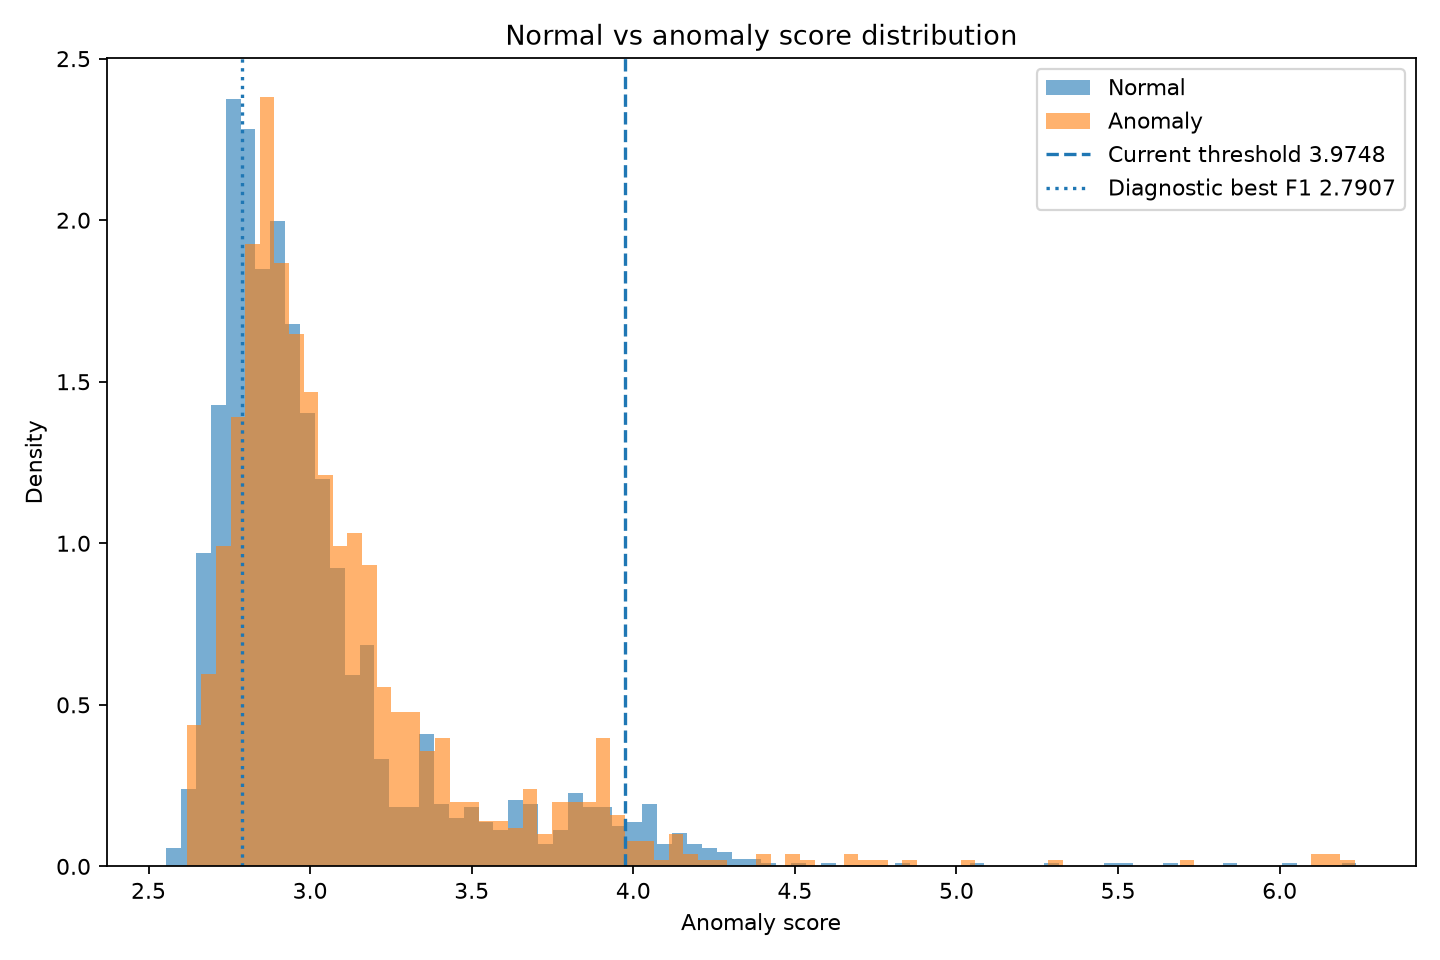 Normal vs anomaly score distribution
Normal
Anomaly
Current threshold 3.9748
Diagnostic best F1 2.7907
Density
2.5
2.0
1.5
1.0
0.5
0.0
2.5 3.0 3.5 4.0 4.5 5.0 5.5 6.0
Anomaly score